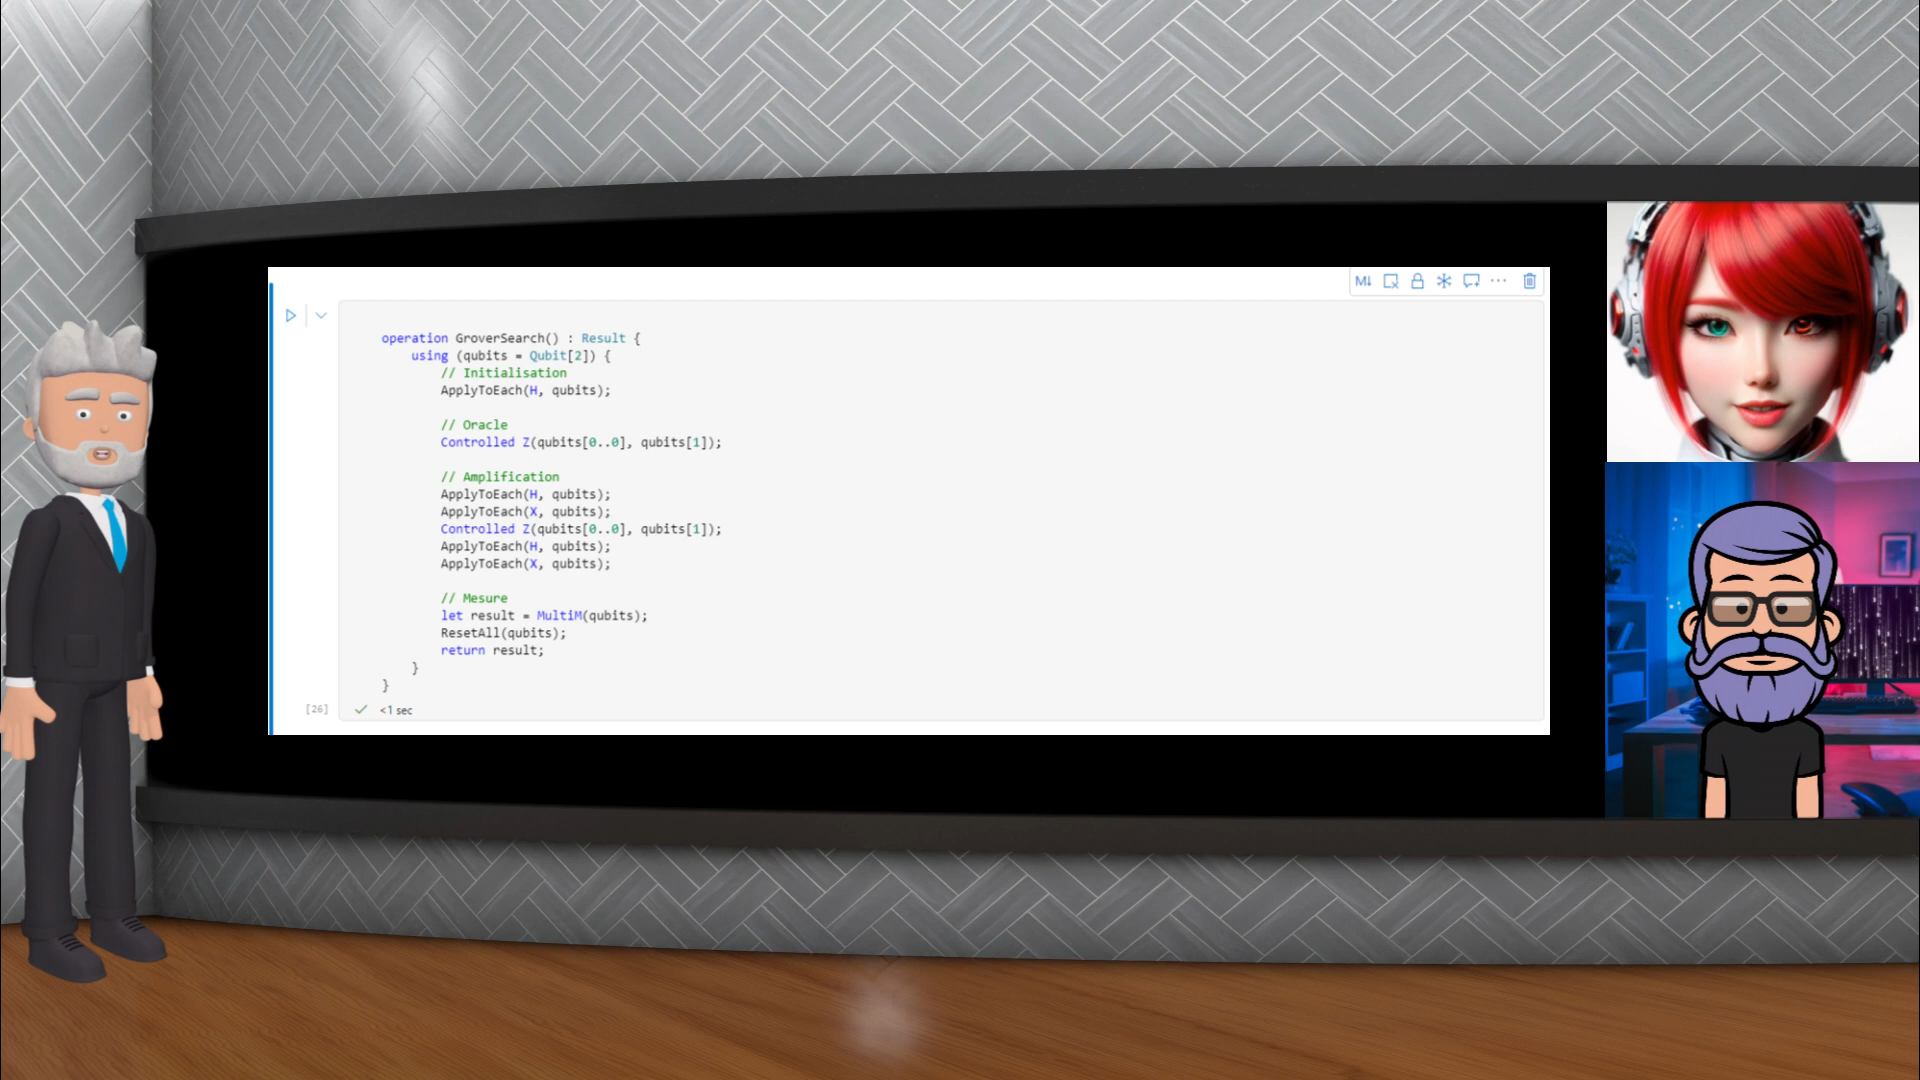 M↓
operation GroverSearch() : Result {
using (qubits = Qubit[2]) {
// Initialisation
ApplyToEach(H, qubits);
// Oracle
Controlled Z(qubits[0..0], qubits[1]);
// Amplification
ApplyToEach(H, qubits);
ApplyToEach(X, qubits);
Controlled Z(qubits[0..0], qubits[1]);
ApplyToEach(H, qubits);
ApplyToEach(X, qubits);
// Mesure
let result = MultiM(qubits);
ResetAll(qubits);
return result;
}
}
[26] <1 sec